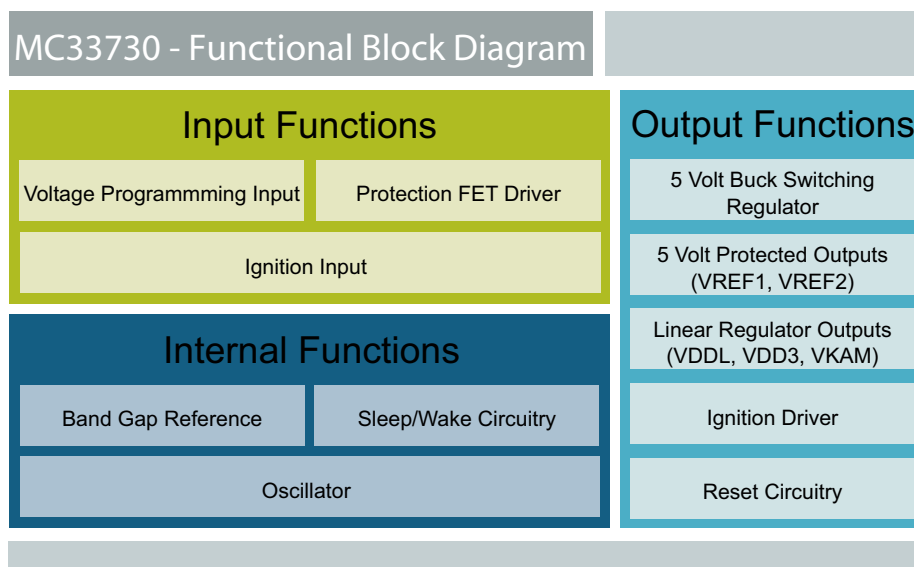 MC33730 - Functional Block Diagram
Input Functions
Voltage Programmming Input
Protection FET Driver
Ignition Input
Internal Functions
Band Gap Reference
Sleep/Wake Circuitry
Oscillator
Output Functions
5 Volt Buck Switching
Regulator
5 Volt Protected Outputs
(VREF1, VREF2)
Linear Regulator Outputs
(VDDL, VDD3, VKAM)
Ignition Driver
Reset Circuitry